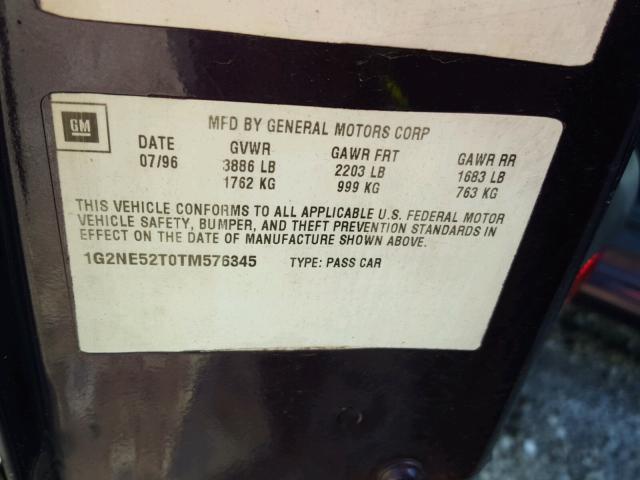 GM
MFD BY GENERAL MOTORS CORP
DATE GVWR GAWR FRT GAWR RR
07/96 3886 LB 2203 LB 1683 LB
1762 KG 999 KG 763 KG
THIS VEHICLE CONFORMS TO ALL APPLICABLE U.S. FEDERAL MOTOR
VEHICLE SAFETY, BUMPER, AND THEFT PREVENTION STANDARDS IN
EFFECT ON THE DATE OF MANUFACTURE SHOWN ABOVE.
1G2NE52T0TM576345 TYPE: PASS CAR